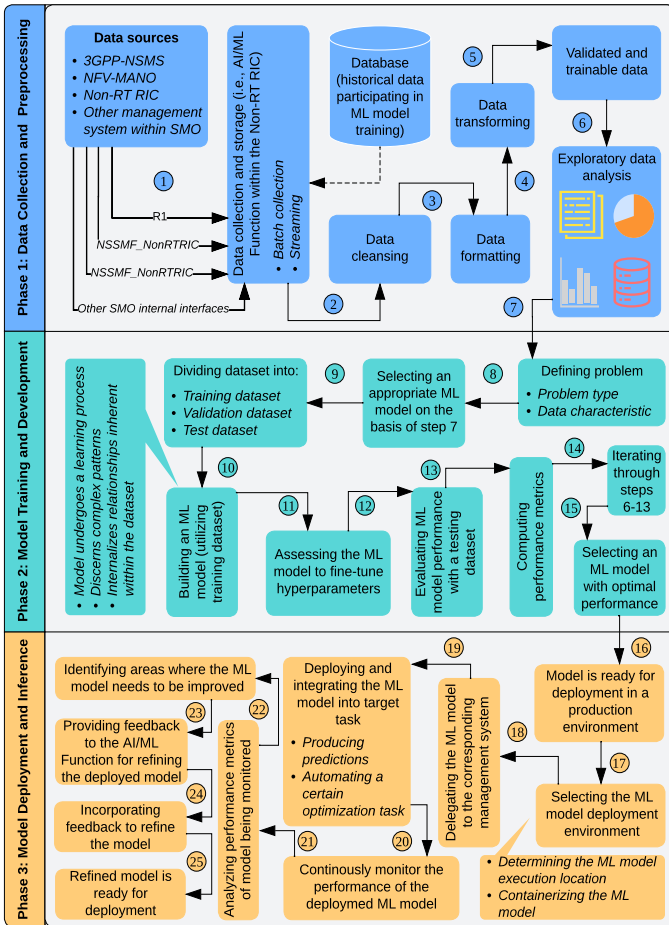 Phase 1: Data Collection and Preprocessing
Data sources
• 3GPP-NSMS
• NFV-MANO
• Non-RT RIC
• Other management
system within SMO
1
R1
NSSMF_NonRTRIC
NSSMF_NonRTRIC
Other SMO internal interfaces
Data collection and storage (i.e., AI/ML
Function within the Non-RT RIC)
• Batch collection
• Streaming
Database
(historical data
participating in
ML model
training)
2
Data
cleansing
3
Data
formatting
4
Data
transforming
5
Validated and
trainable data
6
Exploratory data
analysis
7
Phase 2: Model Training and Development
Defining problem
• Problem type
• Data characteristic
8
Selecting an
appropriate ML
model on the
basis of step 7
9
Dividing dataset into:
• Training dataset
• Validation dataset
• Test dataset
10
• Model undergoes a learning process
• Discerns complex patterns
• Internalizes relationships inherent
within the dataset
Building an ML
model (utilizing
training dataset)
11
Assessing the ML
model to fine-tune
hyperparameters
12
Evaluating ML
model performance
with a testing
dataset
13
Computing
performance metrics
14
Iterating
through
steps
6-13
15
Selecting an
ML model
with optimal
performance
Phase 3: Model Deployment and Inference
16
Model is ready for
deployment in a
production
environment
17
Selecting the ML
model deployment
environment
• Determining the ML model
execution location
• Containerizing the ML
model
18
Delegating the ML model
to the corresponding
management system
19
Deploying and
integrating the ML
model into target
task
• Producing
predictions
• Automating a
certain
optimization task
20
Continously monitor the
performance of the
deploymed ML model
21
Analyzing performance metrics
of model being monitored
22
Identifying areas where the ML
model needs to be improved
23
Providing feedback
to the AI/ML
Function for refining
the deployed model
24
Incorporating
feedback to refine
the model
25
Refined model is
ready for
deployment